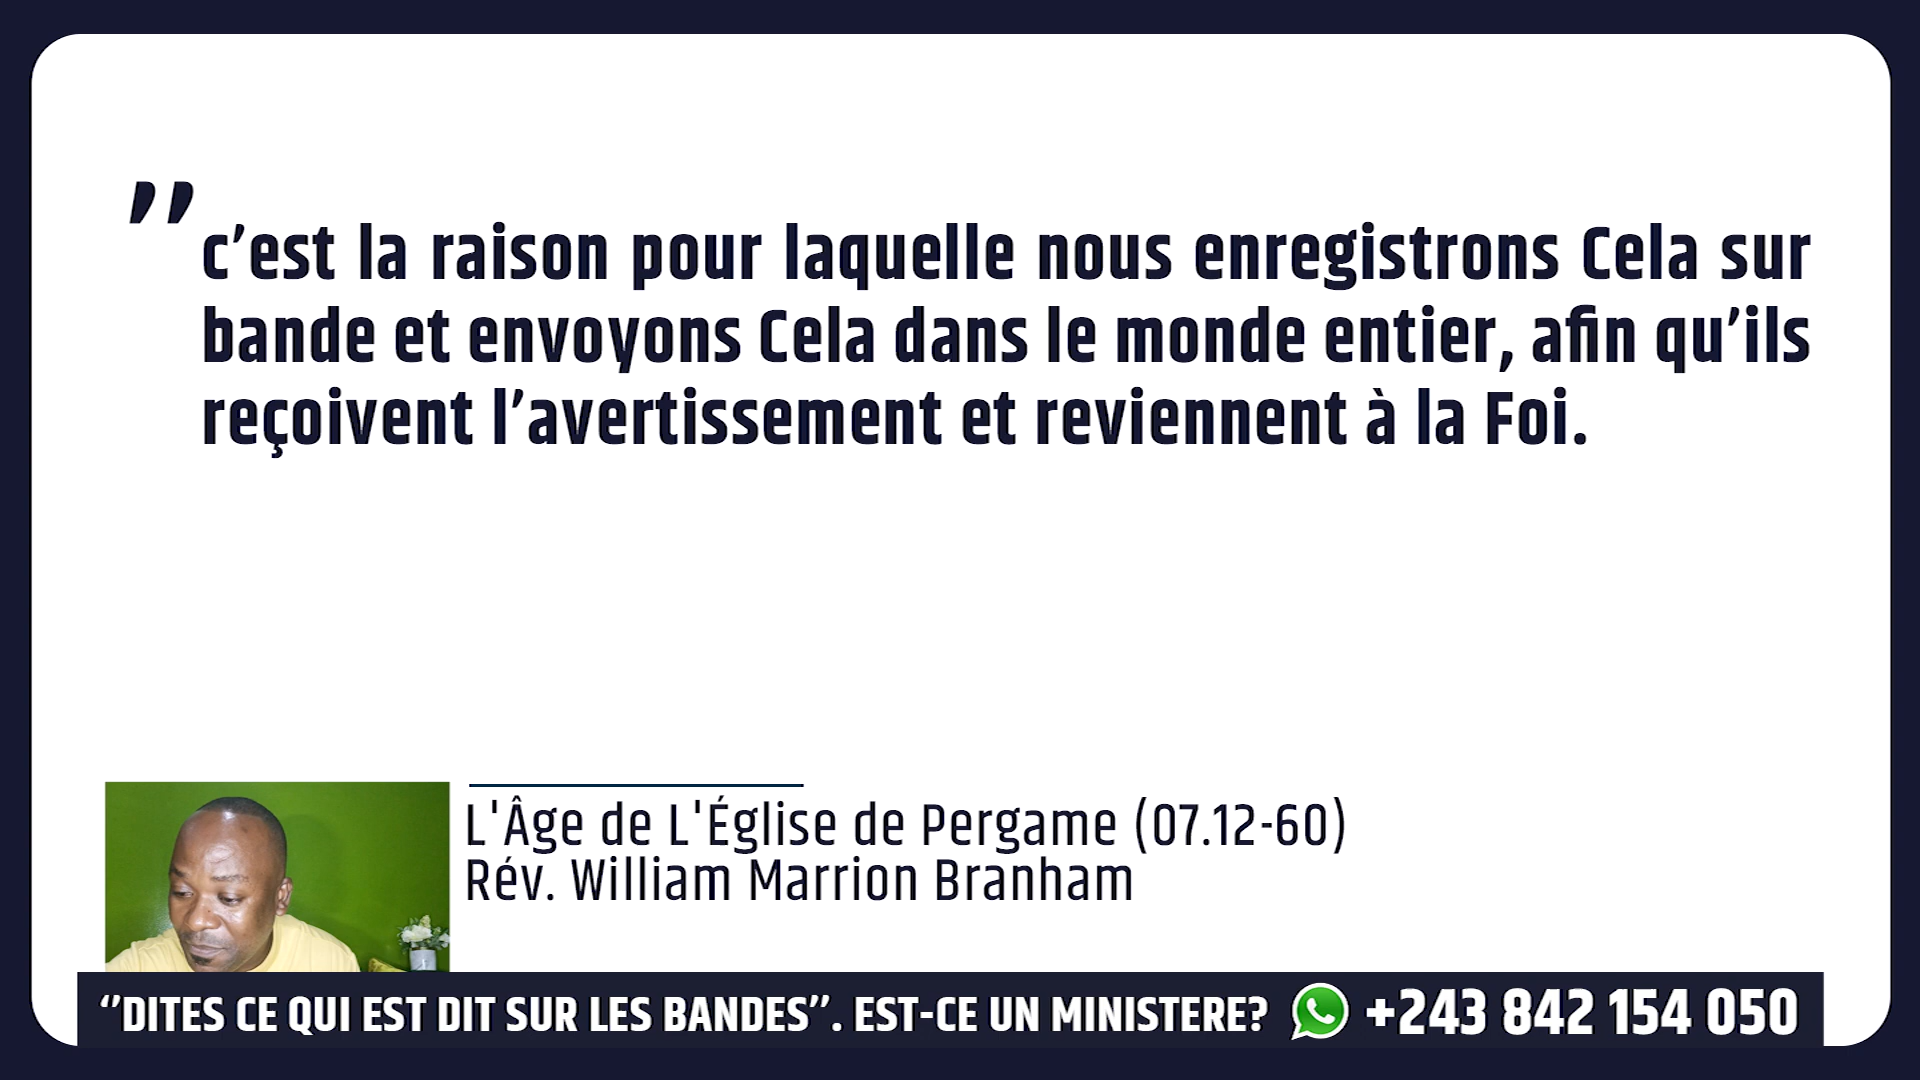 ’’
c’est la raison pour laquelle nous enregistrons Cela sur
bande et envoyons Cela dans le monde entier, afin qu’ils
reçoivent l’avertissement et reviennent à la Foi.
L'Âge de L'Église de Pergame (07.12-60)
Rév. William Marrion Branham
‘’DITES CE QUI EST DIT SUR LES BANDES’’. EST-CE UN MINISTERE? +243 842 154 050